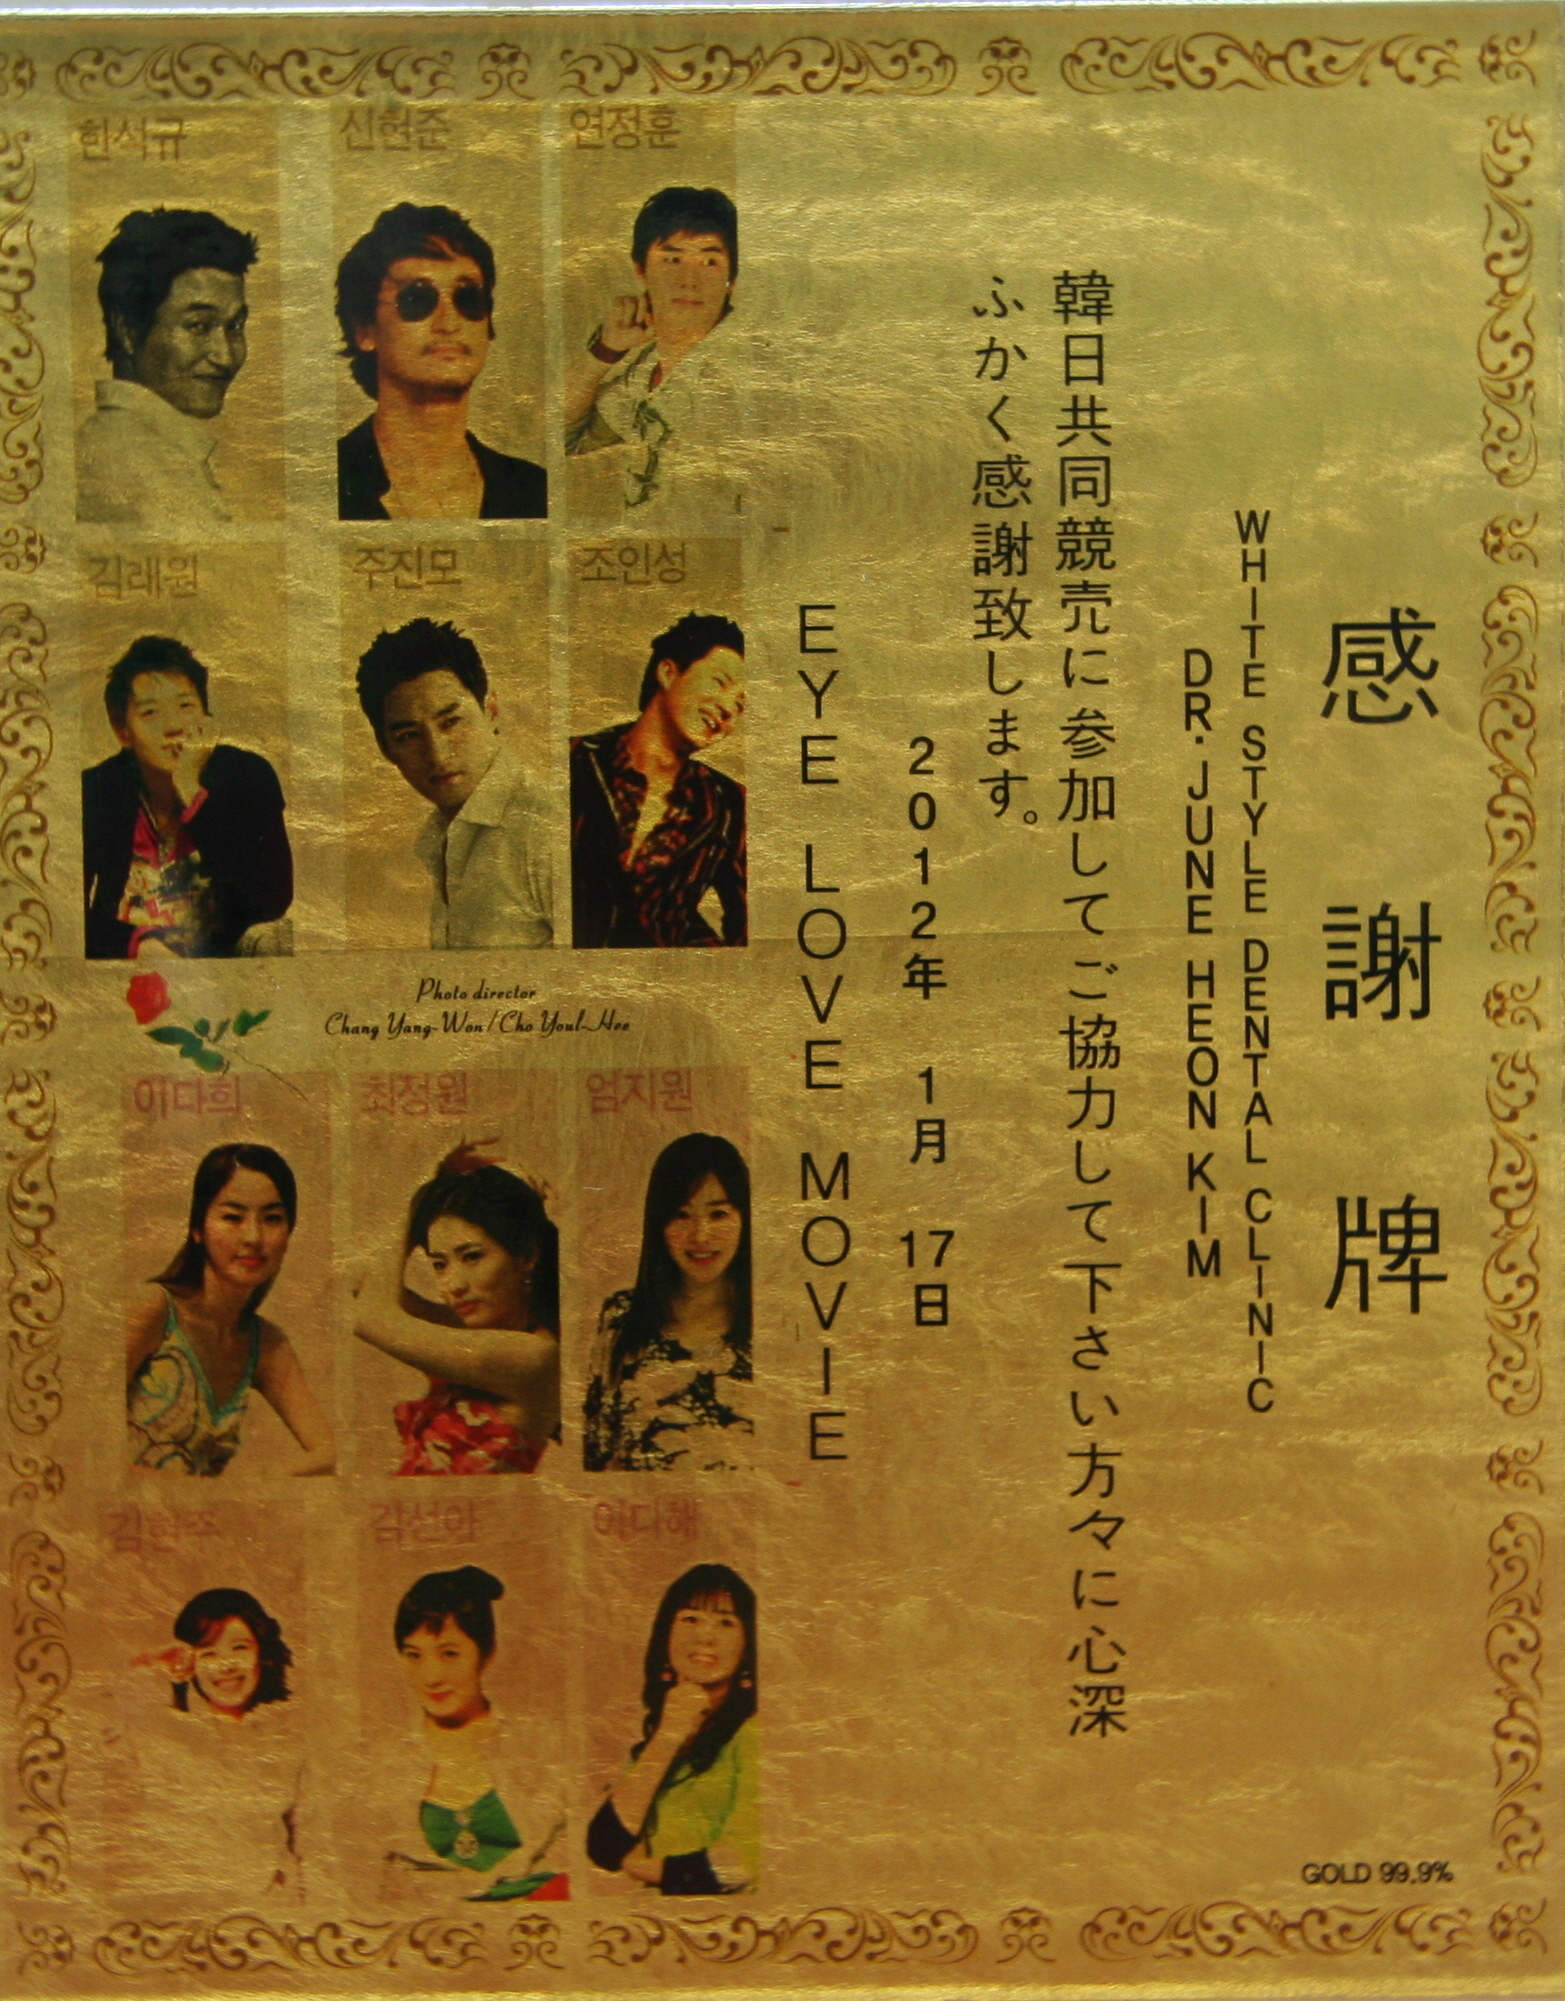 感謝牌
WHITE STYLE DENTAL CLINIC
DR. JUNE HEON KIM
韓日共同競売に参加してご協力して下さい方々に心深
ふかく感謝致します。
2012年 1月 17日
EYE LOVE MOVIE
한석규
신현준
연정훈
김래원
주진모
조인성
Photo director
Chang Yang-Won/Cho Youl-Hee
이다희
최정원
엄지원
김현주
김선아
이다해
GOLD 99.9%